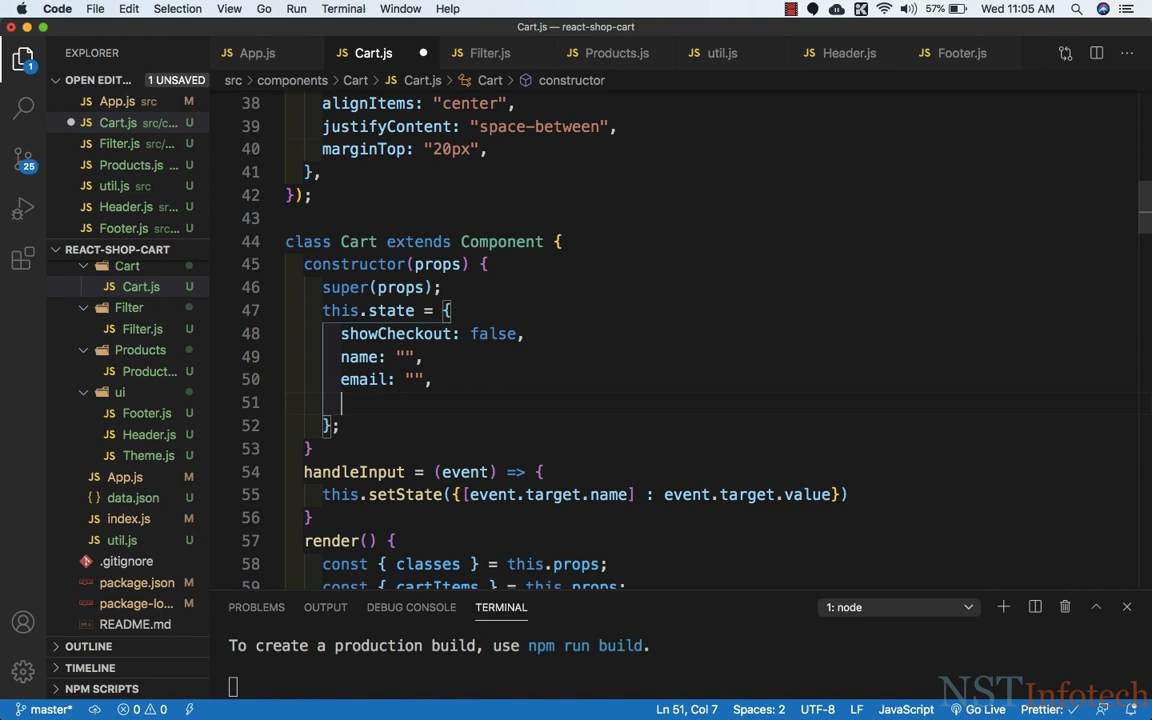 Code File Edit Selection View Go Run Terminal Window Help 57% Wed 11:05 AM
Cart.js — react-shop-cart
EXPLORER
JS App.js
JS Cart.js
JS Filter.js
JS Products.js
JS util.js
JS Header.js
JS Footer.js
src > components > Cart > JS Cart.js > Cart > constructor
OPEN EDIT... 1 UNSAVED
JS App.js src M
JS Cart.js src/c... U
JS Filter.js src/... U
JS Products.js ... U
JS util.js src U
JS Header.js sr... U
JS Footer.js src... U
REACT-SHOP-CART
Cart
JS Cart.js U
Filter
JS Filter.js U
Products
JS Product... U
ui
JS Footer.js U
JS Header.js U
JS Theme.js U
JS App.js M
{ } data.json U
JS index.js M
JS util.js U
.gitignore
package.json M
package-lo... M
README.md
OUTLINE
TIMELINE
NPM SCRIPTS
38 alignItems: "center",
39 justifyContent: "space-between",
40 marginTop: "20px",
41 },
42 });
43
44 class Cart extends Component {
45 constructor(props) {
46 super(props);
47 this.state = {
48 showCheckout: false,
49 name: "",
50 email: "",
51
52 };
53 }
54 handleInput = (event) => {
55 this.setState({[event.target.name] : event.target.value})
56 }
57 render() {
58 const { classes } = this.props;
59 const { cartItems } = this.props;
PROBLEMS OUTPUT DEBUG CONSOLE TERMINAL 1: node
To create a production build, use npm run build.
NSTInfotech
master* 0 0 Ln 51, Col 7 Spaces: 2 UTF-8 LF JavaScript Go Live Prettier: ✓
1
25